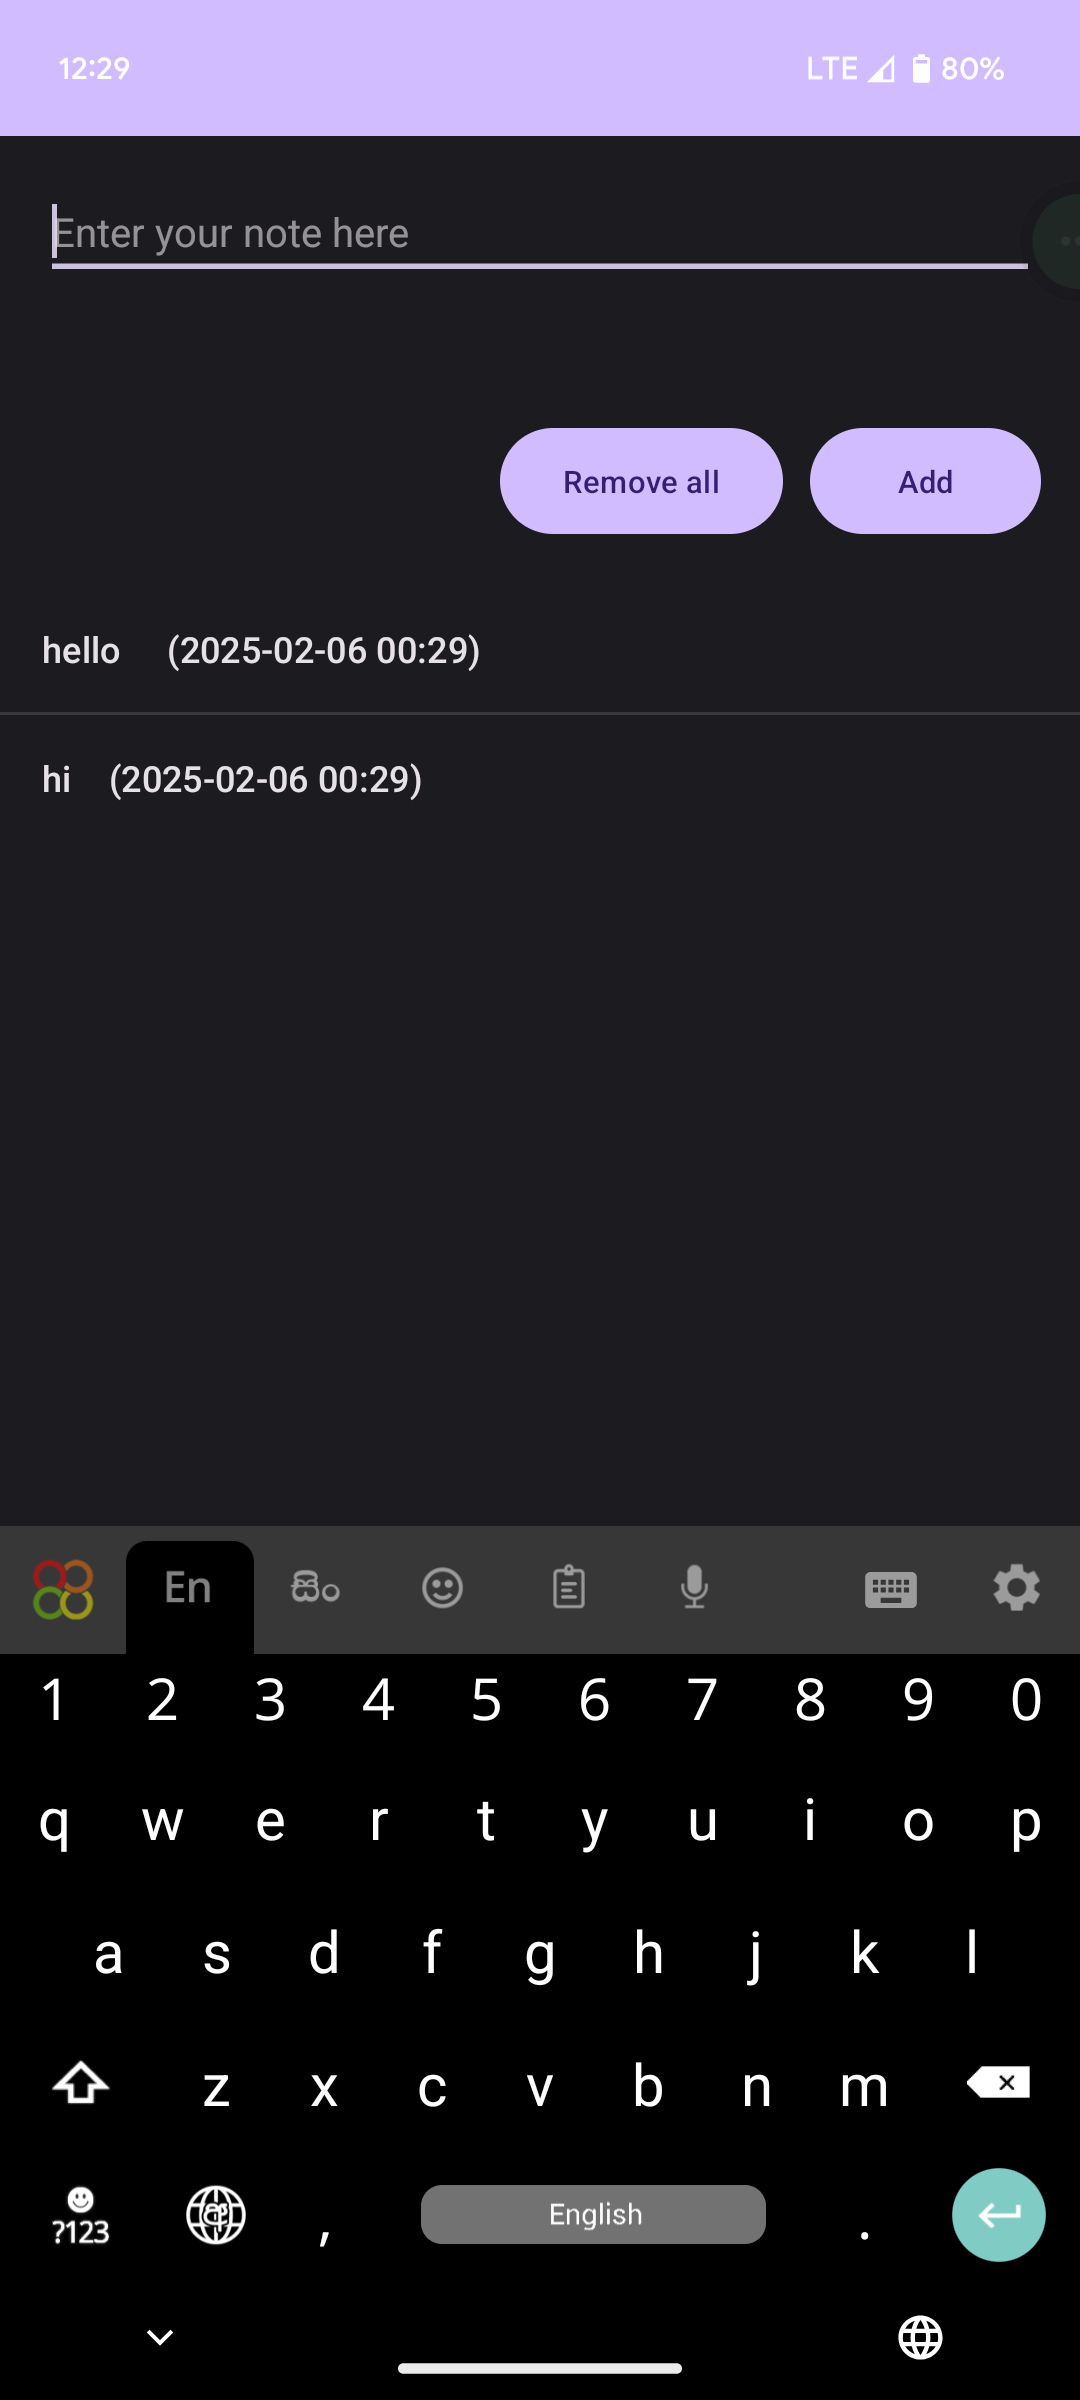 12:29 LTE 80%
Enter your note here
Remove all Add
hello (2025-02-06 00:29)
hi (2025-02-06 00:29)
En සිං
1 2 3 4 5 6 7 8 9 0
q w e r t y u i o p
a s d f g h j k l
z x c v b n m
?123 , English .